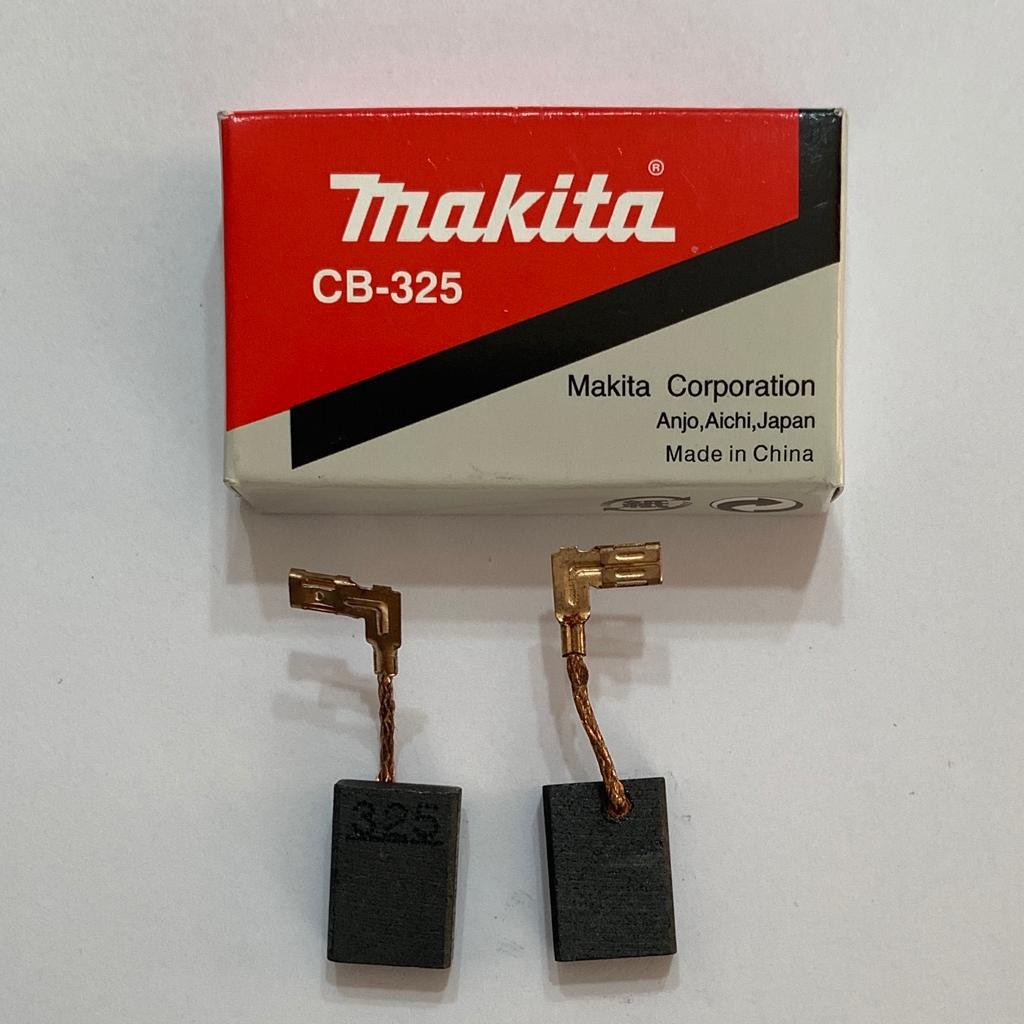 makita®
CB-325
Makita Corporation
Anjo,Aichi,Japan
Made in China
325